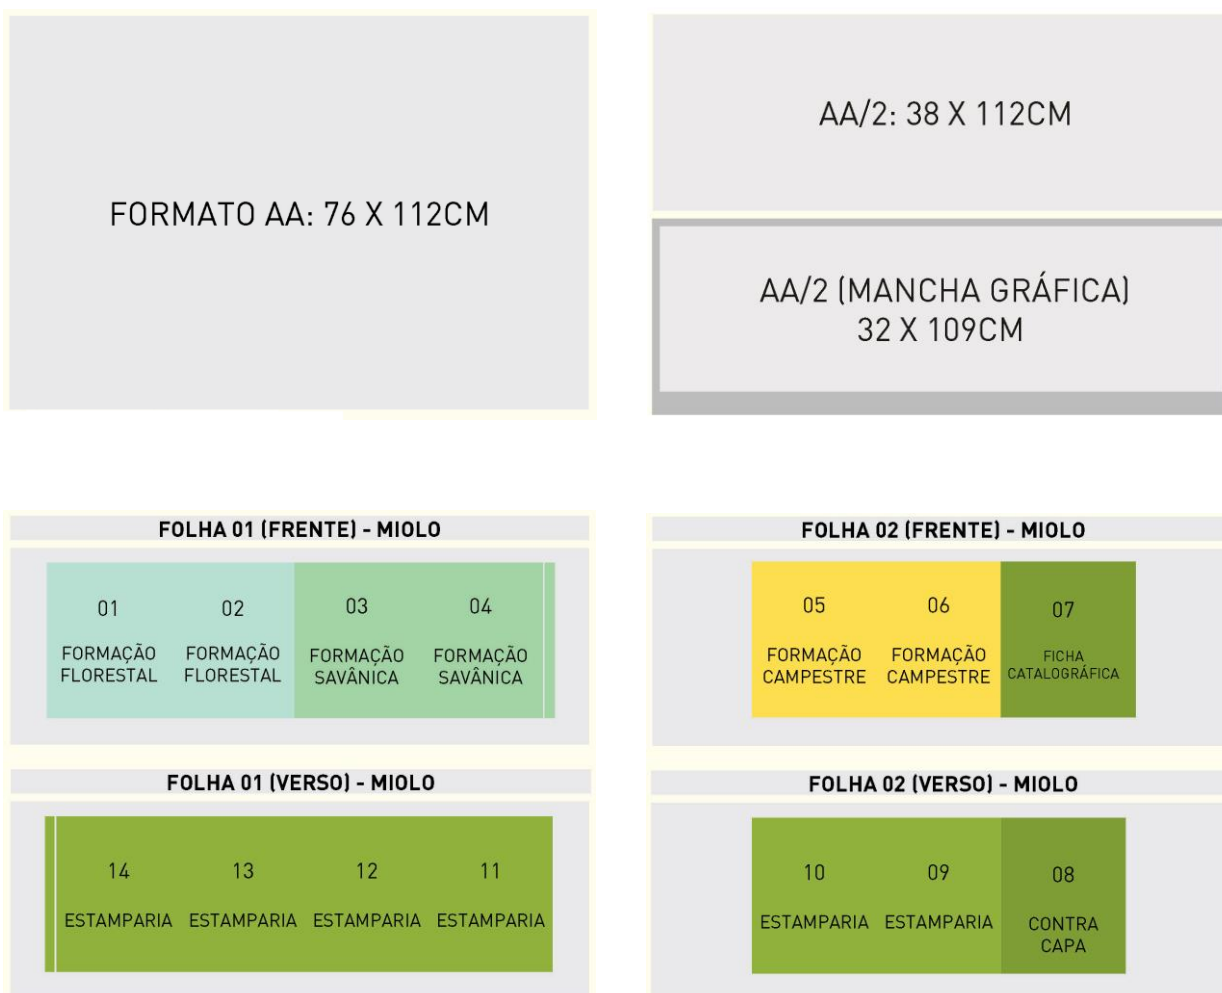 FORMATO AA: 76 X 112CM
AA/2: 38 X 112CM
AA/2 (MANCHA GRÁFICA)
32 X 109CM
FOLHA 01 (FRENTE) - MIOLO
01
02
03
04
FORMAÇÃO
FLORESTAL
FORMAÇÃO
FLORESTAL
FORMAÇÃO
SAVÂNICA
FORMAÇÃO
SAVÂNICA
FOLHA 02 (FRENTE) - MIOLO
05
06
07
FORMAÇÃO
CAMPESTRE
FORMAÇÃO
CAMPESTRE
FICHA
CATALOGRÁFICA
FOLHA 01 (VERSO) - MIOLO
14
13
12
11
ESTAMPARIA
ESTAMPARIA
ESTAMPARIA
ESTAMPARIA
FOLHA 02 (VERSO) - MIOLO
10
09
08
ESTAMPARIA
ESTAMPARIA
CONTRA
CAPA